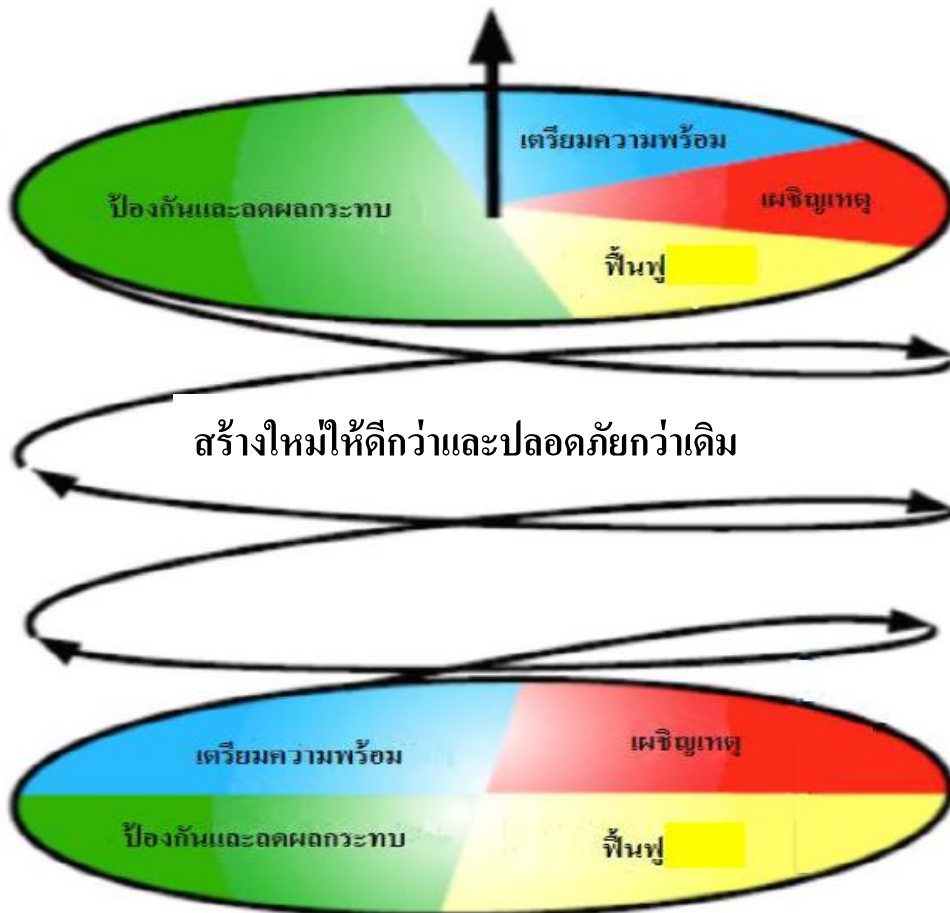 เตรียมความพร้อม
ป้องกันและลดผลกระทบ
เผชิญเหตุ
ฟื้นฟู
สร้างใหม่ให้ดีกว่าและปลอดภัยกว่าเดิม
เตรียมความพร้อม
เผชิญเหตุ
ป้องกันและลดผลกระทบ
ฟื้นฟู